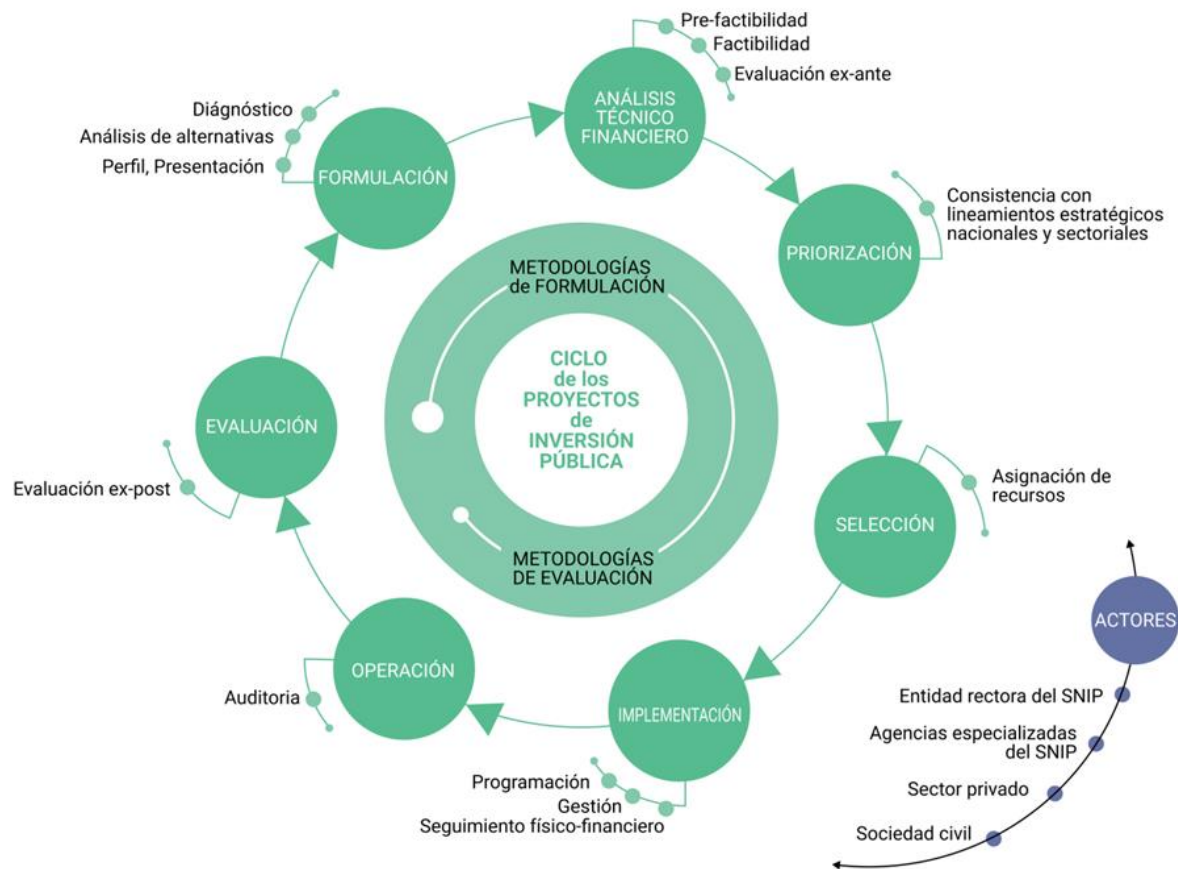 Pre-factibilidad
Factibilidad
Evaluación ex-ante
ANÁLISIS
TÉCNICO
FINANCIERO
Diágnóstico
Análisis de alternativas
Perfil, Presentación
FORMULACIÓN
PRIORIZACIÓN
Consistencia con
lineamientos estratégicos
nacionales y sectoriales
METODOLOGÍAS
de FORMULACIÓN
CICLO
de los
PROYECTOS
de
INVERSIÓN
PÚBLICA
METODOLOGÍAS
DE EVALUACIÓN
EVALUACIÓN
Evaluación ex-post
SELECCIÓN
Asignación de
recursos
OPERACIÓN
Auditoria
IMPLEMENTACIÓN
Programación
Gestión
Seguimiento físico-financiero
ACTORES
Entidad rectora del SNIP
Agencias especializadas
del SNIP
Sector privado
Sociedad civil